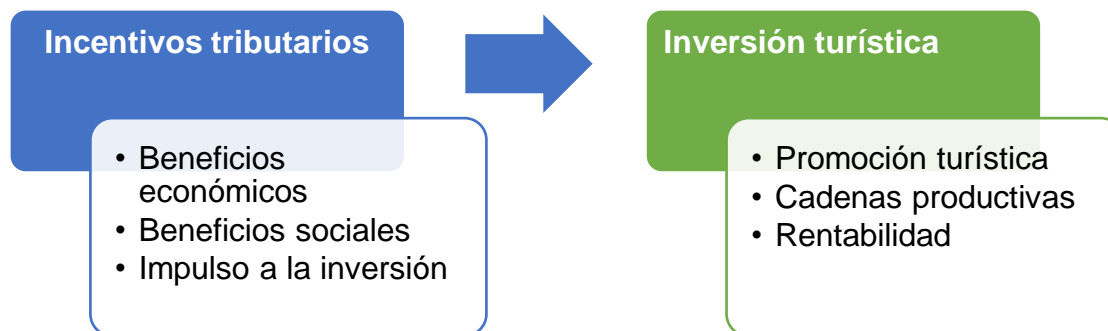 Incentivos tributarios
• Beneficios
económicos
• Beneficios sociales
• Impulso a la inversión
Inversión turística
• Promoción turística
• Cadenas productivas
• Rentabilidad